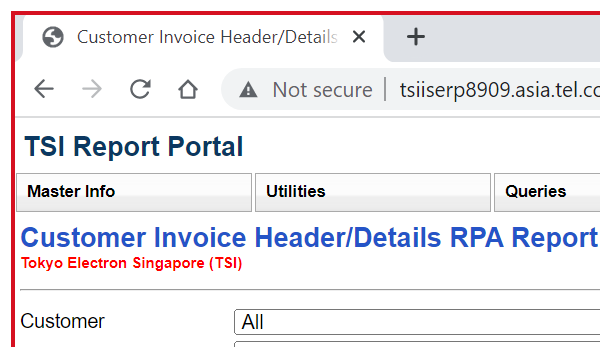 Customer Invoice Header/Details
Not secure | tsiiserp8909.asia.tel.co
TSI Report Portal
Master Info
Utilities
Queries
Customer Invoice Header/Details RPA Report
Tokyo Electron Singapore (TSI)
Customer
All